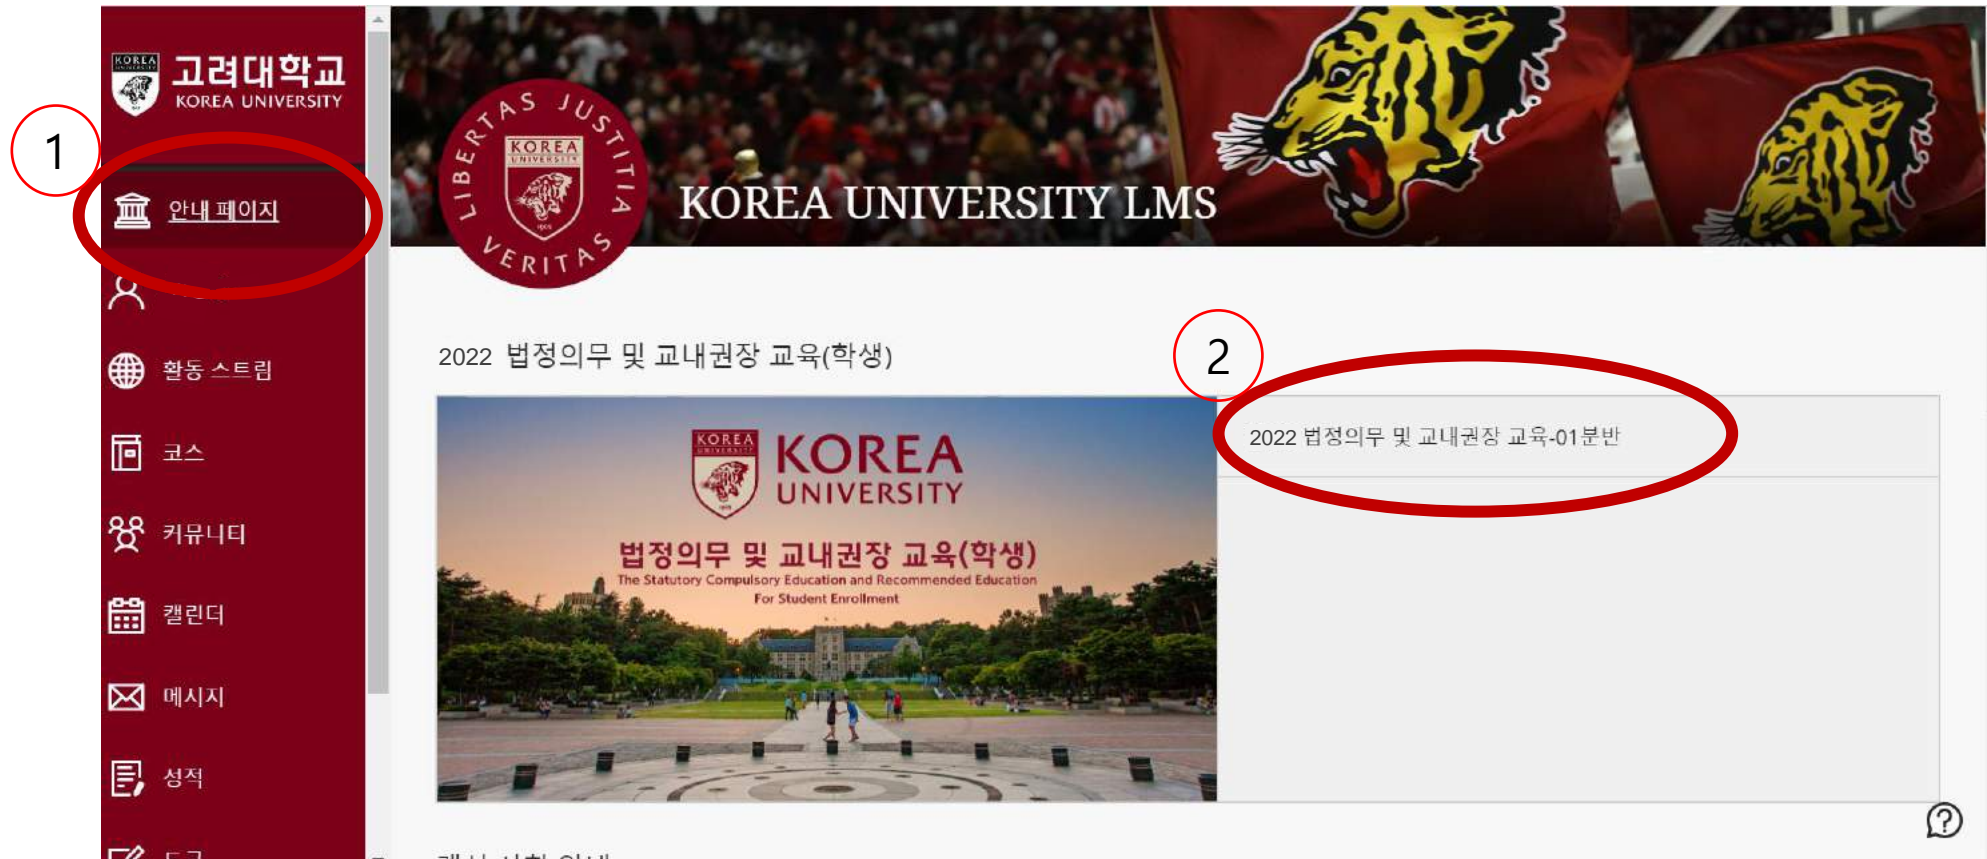 KOREA
UNIVERSITY
고려대학교
KOREA UNIVERSITY
1
안내 페이지
활동 스트림
코스
커뮤니티
캘린더
메시지
성적
LIBERTAS JUSTITIA VERITAS
KOREA
UNIVERSITY
1905
KOREA UNIVERSITY LMS
2022 법정의무 및 교내권장 교육(학생)
2
KOREA
UNIVERSITY
KOREA
UNIVERSITY
법정의무 및 교내권장 교육(학생)
The Statutory Compulsory Education and Recommended Education
For Student Enrollment
2022 법정의무 및 교내권장 교육-01분반